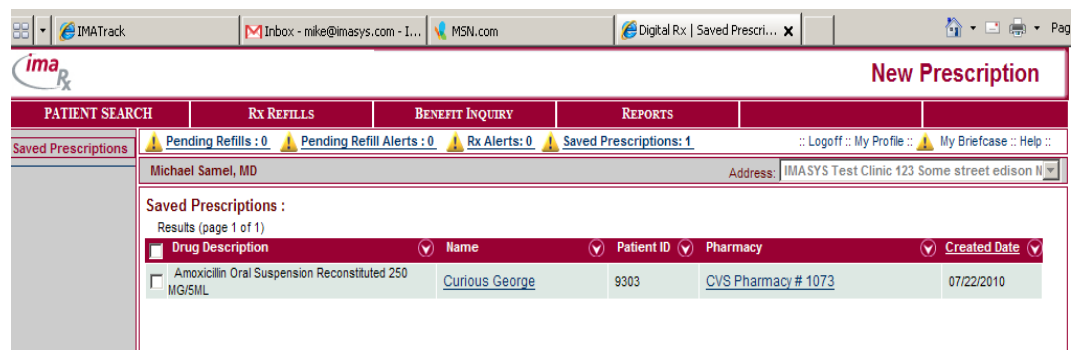 IMATrack Inbox - mike@imasys.com - I... MSN.com Digital Rx | Saved Prescri... Pag
ima Rx
New Prescription
PATIENT SEARCH RX REFILLS BENEFIT INQUIRY REPORTS
Saved Prescriptions Pending Refills : 0 Pending Refill Alerts : 0 Rx Alerts: 0 Saved Prescriptions: 1 :: Logoff :: My Profile :: My Briefcase :: Help ::
Michael Samel, MD Address: IMASYS Test Clinic 123 Some street edison N
Saved Prescriptions :
Results (page 1 of 1)
Drug Description Name Patient ID Pharmacy Created Date
Amoxicillin Oral Suspension Reconstituted 250
MG/5ML Curious George 9303 CVS Pharmacy # 1073 07/22/2010